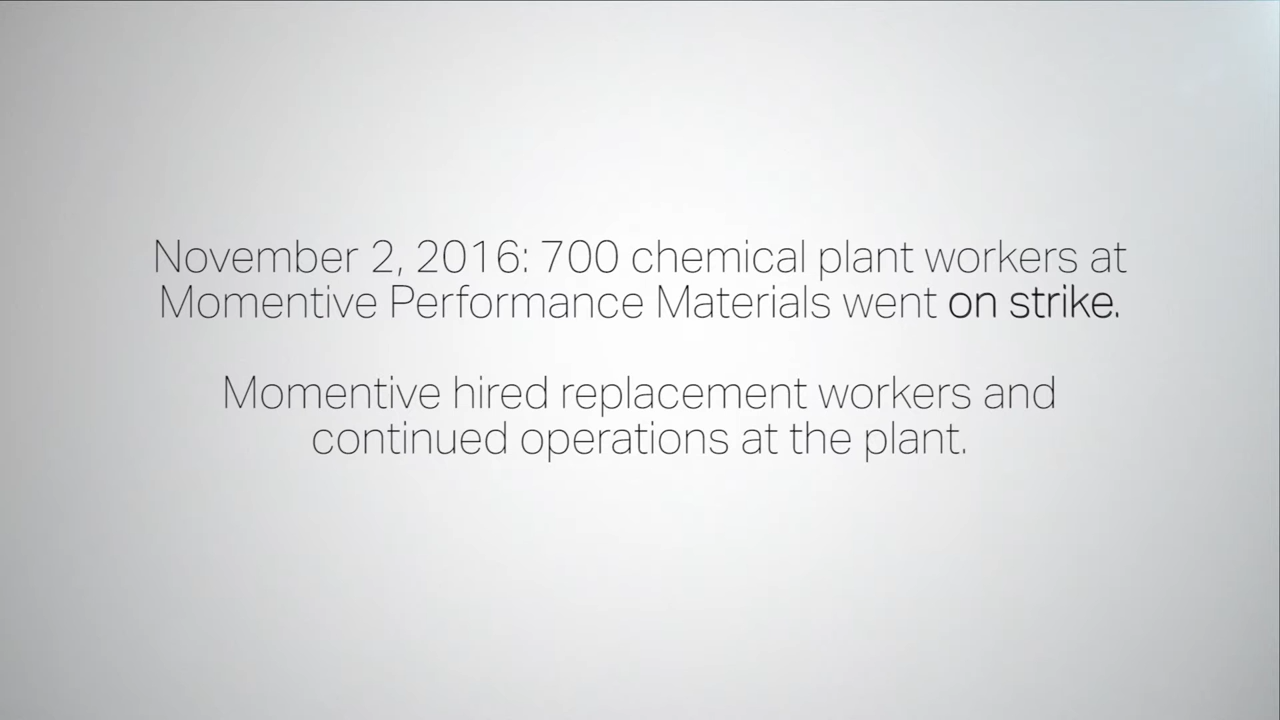 November 2, 2016: 700 chemical plant workers at
Momentive Performance Materials went on strike.
Momentive hired replacement workers and
continued operations at the plant.